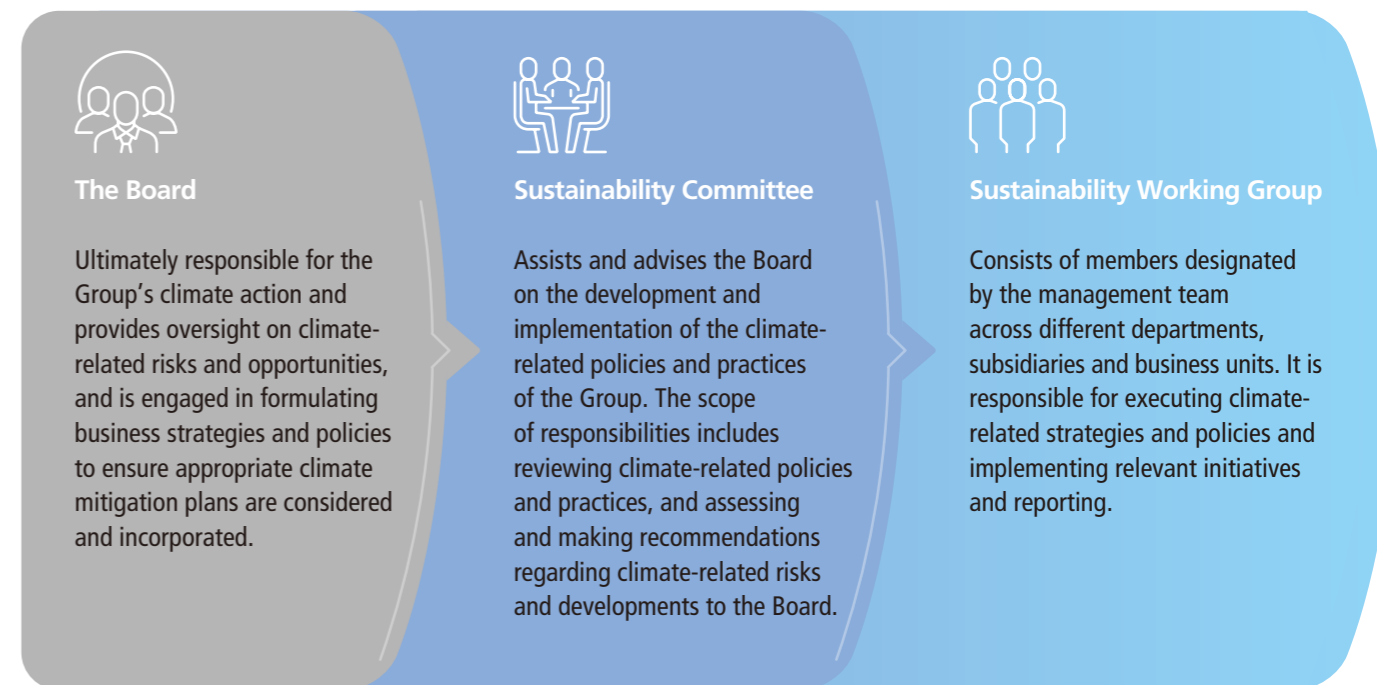 The Board
Ultimately responsible for the
Group’s climate action and
provides oversight on climate-
related risks and opportunities,
and is engaged in formulating
business strategies and policies
to ensure appropriate climate
mitigation plans are considered
and incorporated.
Sustainability Committee
Assists and advises the Board
on the development and
implementation of the climate-
related policies and practices
of the Group. The scope
of responsibilities includes
reviewing climate-related policies
and practices, and assessing
and making recommendations
regarding climate-related risks
and developments to the Board.
Sustainability Working Group
Consists of members designated
by the management team
across different departments,
subsidiaries and business units. It is
responsible for executing climate-
related strategies and policies and
implementing relevant initiatives
and reporting.